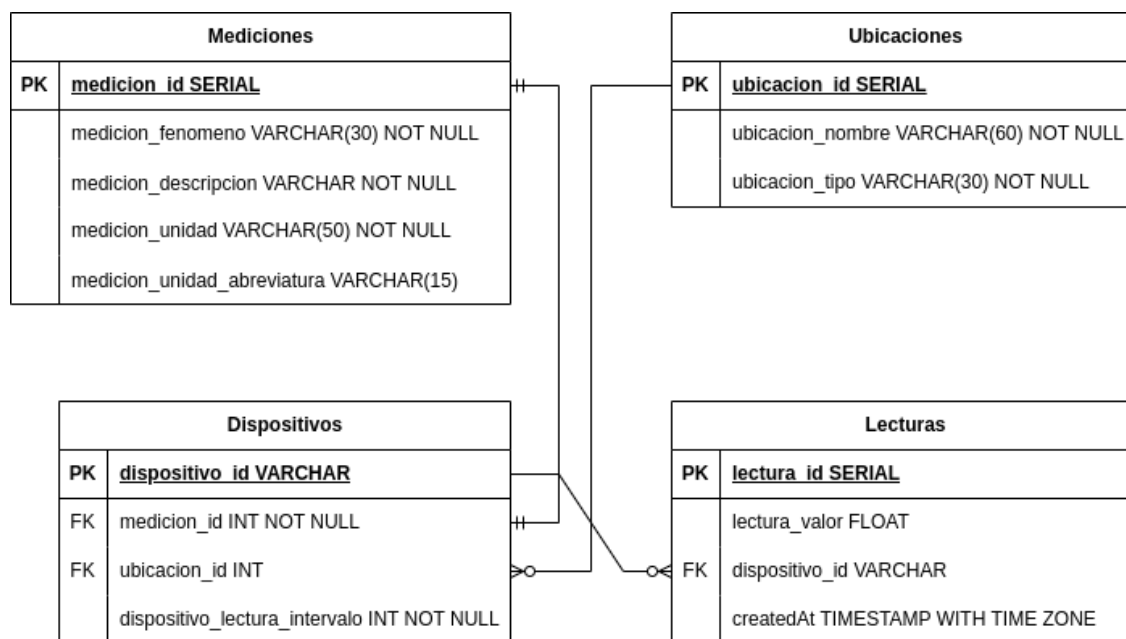 Mediciones
PK medicion_id SERIAL
medicion_fenomeno VARCHAR(30) NOT NULL
medicion_descripcion VARCHAR NOT NULL
medicion_unidad VARCHAR(50) NOT NULL
medicion_unidad_abreviatura VARCHAR(15)
Ubicaciones
PK ubicacion_id SERIAL
ubicacion_nombre VARCHAR(60) NOT NULL
ubicacion_tipo VARCHAR(30) NOT NULL
Dispositivos
PK dispositivo_id VARCHAR
FK medicion_id INT NOT NULL
FK ubicacion_id INT
dispositivo_lectura_intervalo INT NOT NULL
Lecturas
PK lectura_id SERIAL
lectura_valor FLOAT
FK dispositivo_id VARCHAR
createdAt TIMESTAMP WITH TIME ZONE